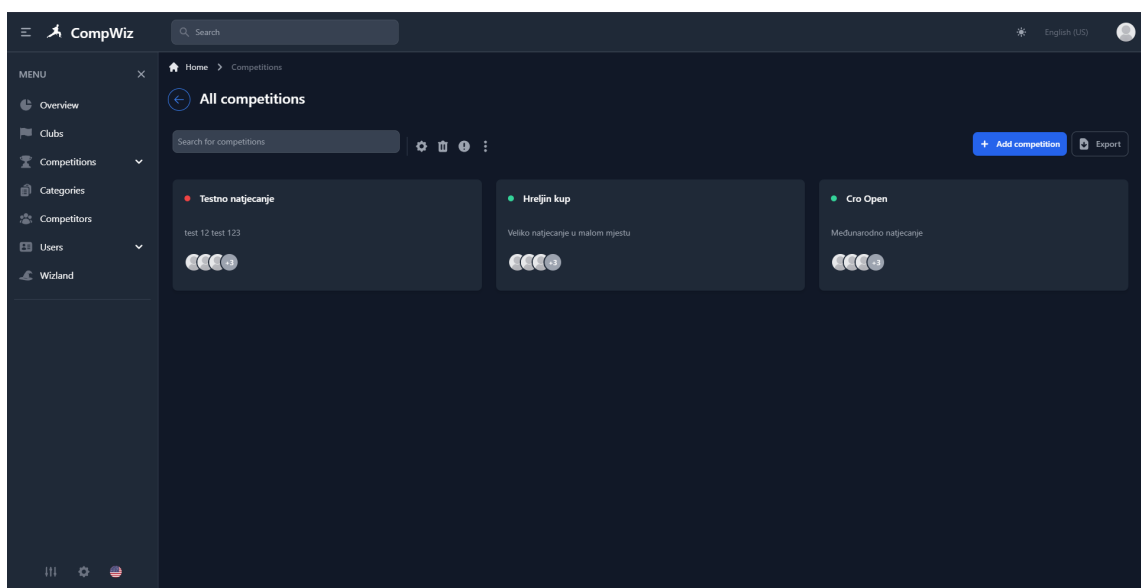 CompWiz
Search
English (US)
MENU
Overview
Clubs
Competitions
Categories
Competitors
Users
Wizland
Home > Competitions
All competitions
Search for competitions
+ Add competition
Export
Testno natjecanje
test 12 test 123
+3
Hreljin kup
Veliko natjecanje u malom mjestu
+3
Cro Open
Međunarodno natjecanje
+3